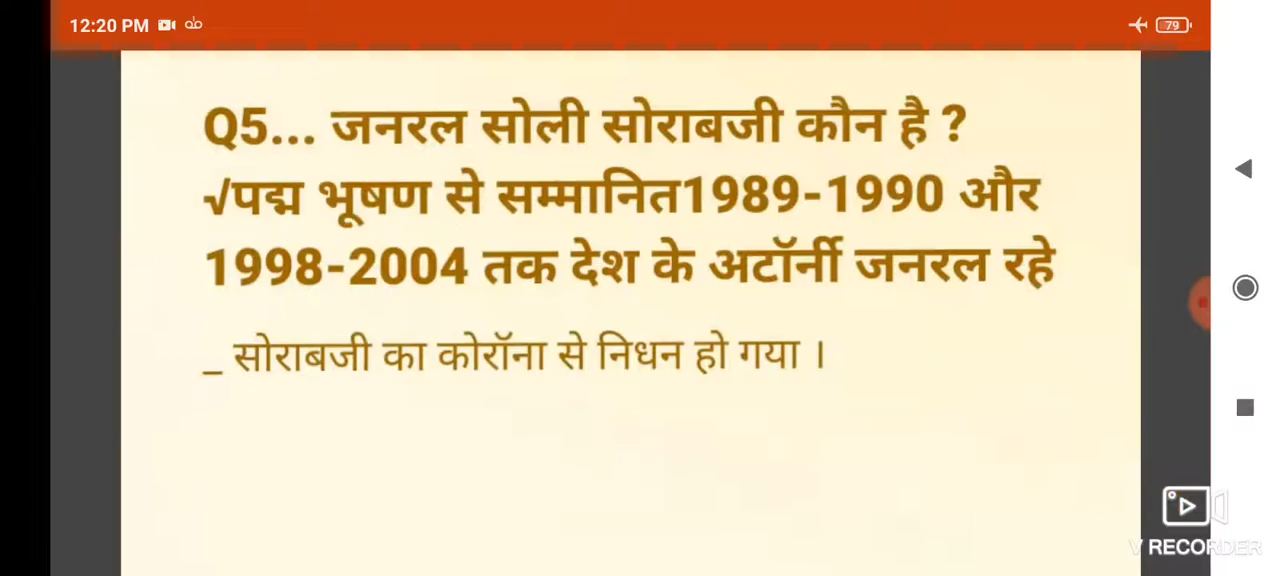 12:20 PM
79
Q5... जनरल सोली सोराबजी कौन है ?
√पद्म भूषण से सम्मानित1989-1990 और
1998-2004 तक देश के अटॉर्नी जनरल रहे
_ सोराबजी का कोरॉना से निधन हो गया ।
V RECORDER